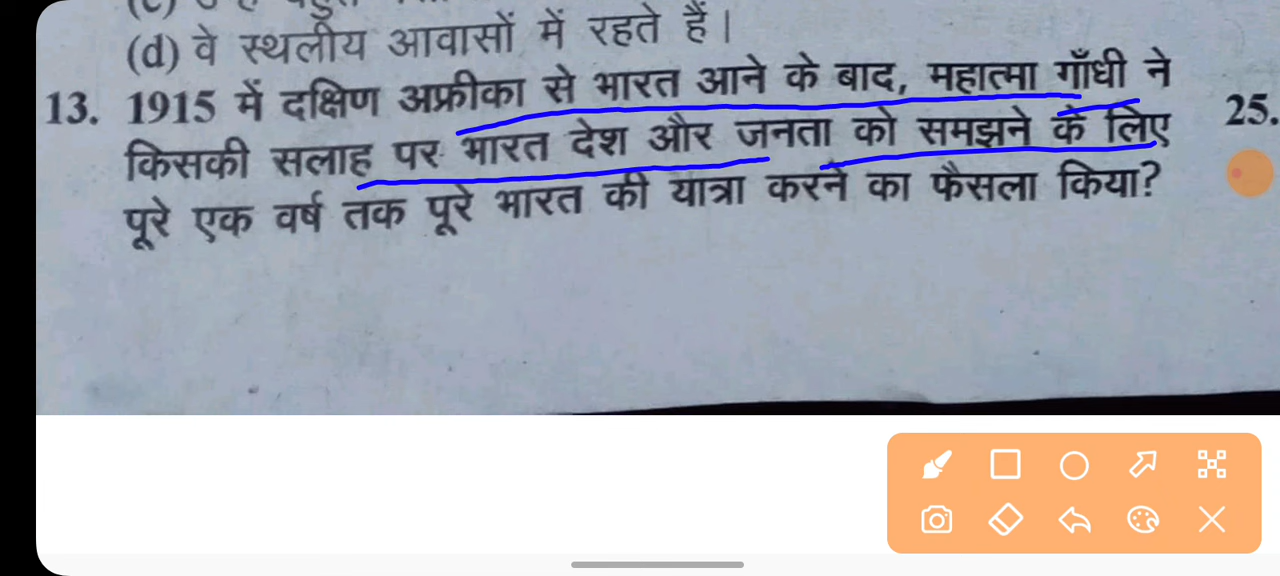 (d) वे स्थलीय आवासों में रहते हैं।
13. 1915 में दक्षिण अफ्रीका से भारत आने के बाद, महात्मा गाँधी ने
किसकी सलाह पर भारत देश और जनता को समझने के लिए
पूरे एक वर्ष तक पूरे भारत की यात्रा करने का फैसला किया?
25.